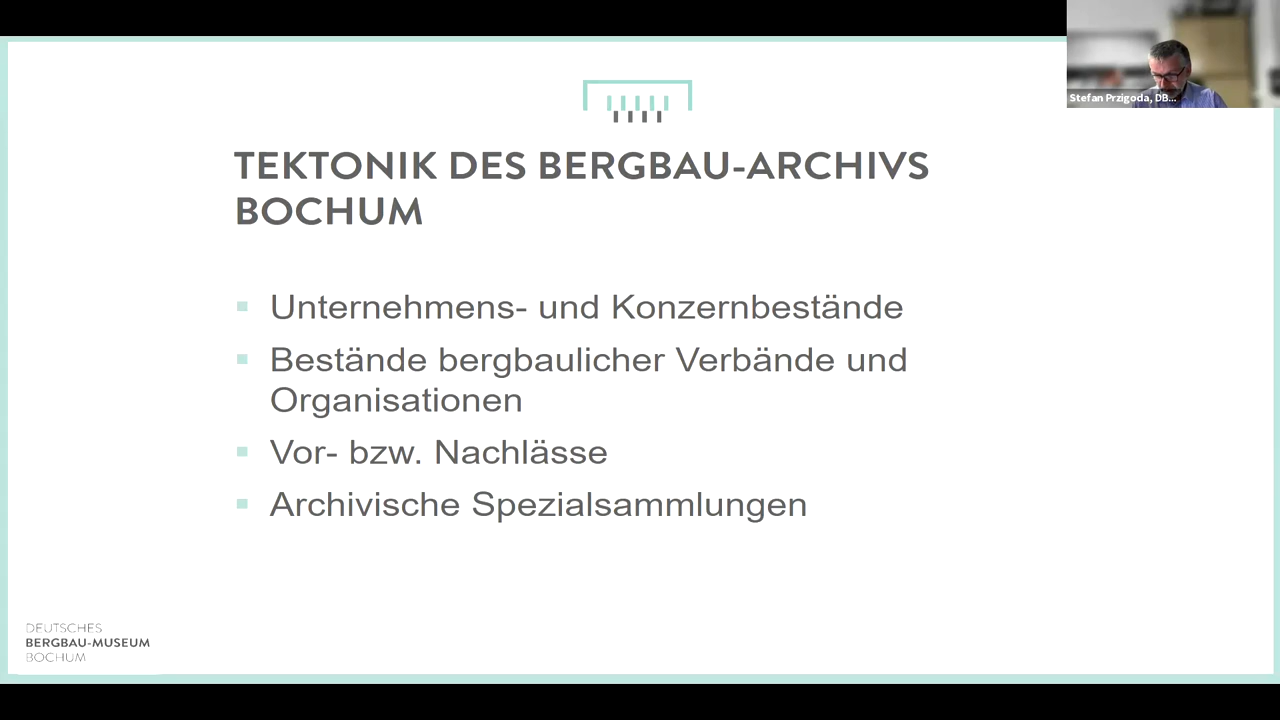 Stefan Przigoda, DB...
TEKTONIK DES BERGBAU-ARCHIVS
BOCHUM
Unternehmens- und Konzernbestände
Bestände bergbaulicher Verbände und
Organisationen
Vor- bzw. Nachlässe
Archivische Spezialsammlungen
DEUTSCHES
BERGBAU-MUSEUM
BOCHUM